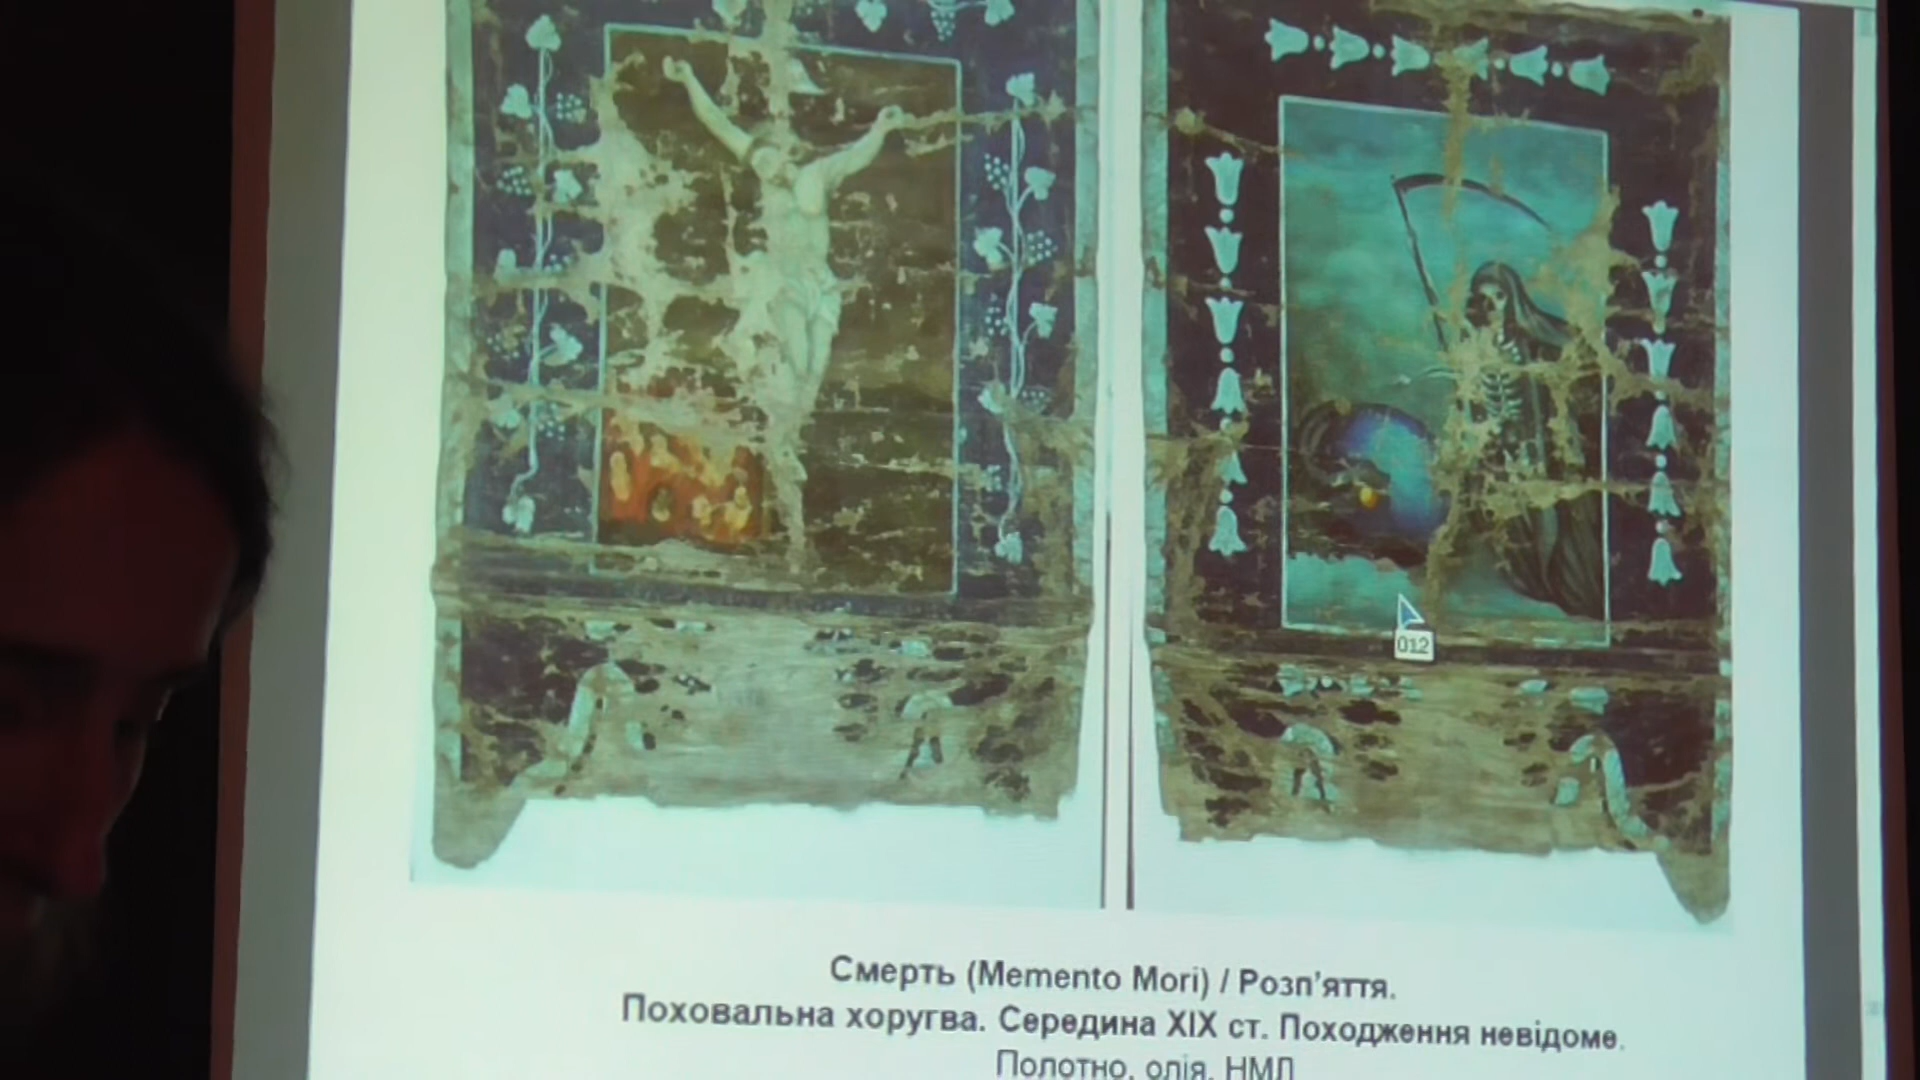 012
Смерть (Memento Mori) / Розп'яття.
Поховальна хоругва. Середина XIX ст. Походження невідоме.
Полотно, олія. НМЛ